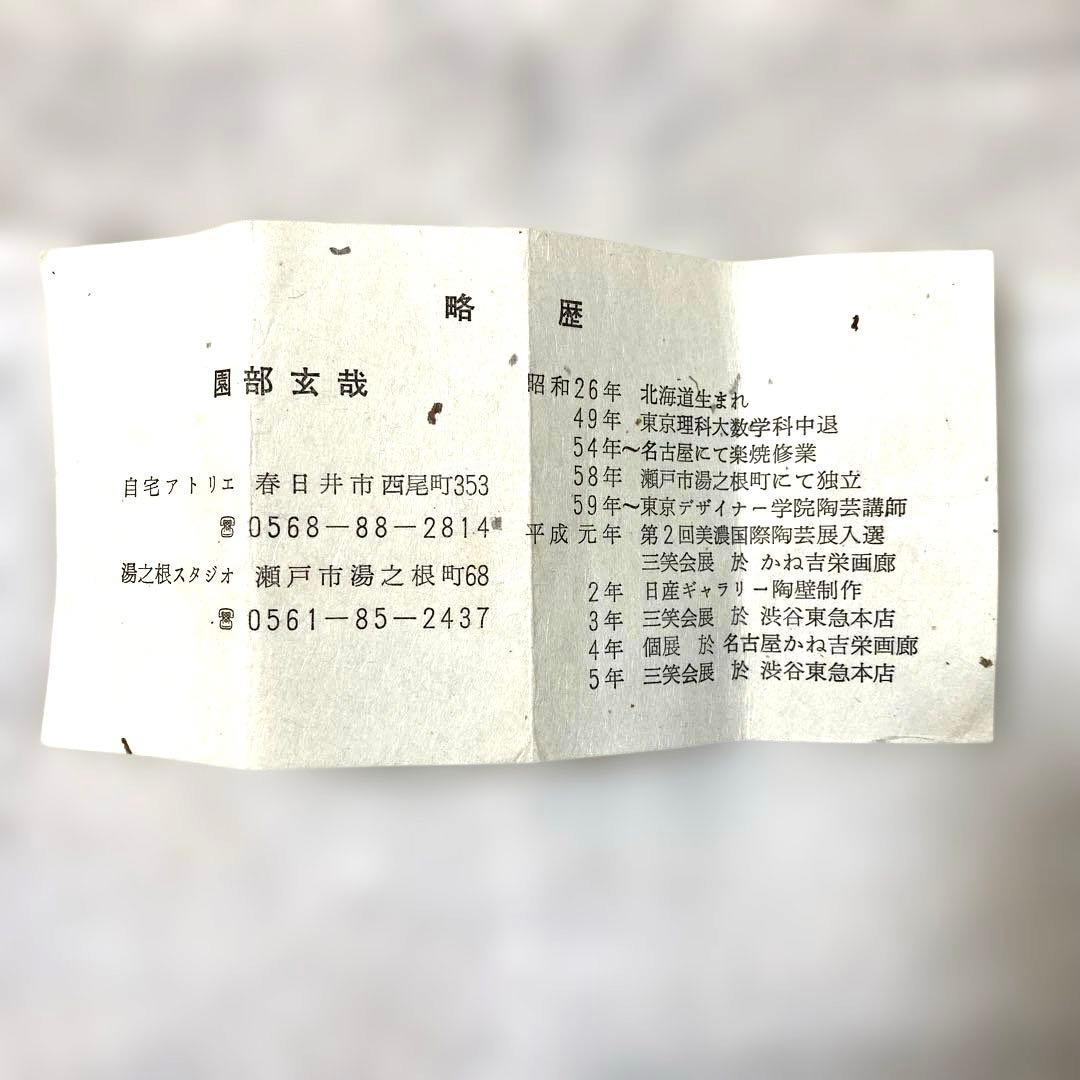 略歴
園部玄哉
自宅アトリエ 春日井市西尾町353
☎0568-88-2814
湯之根スタジオ 瀬戸市湯之根町68
☎0561-85-2437
昭和26年 北海道生まれ
49年 東京理科大数学科中退
54年〜名古屋にて楽焼修業
58年 瀬戸市湯之根町にて独立
59年〜東京デザイナー学院陶芸講師
平成元年 第2回美濃国際陶芸展入選
三笑会展 於 かね吉栄画廊
2年 日産ギャラリー陶壁制作
3年 三笑会展 於 渋谷東急本店
4年 個展 於 名古屋かね吉栄画廊
5年 三笑会展 於 渋谷東急本店